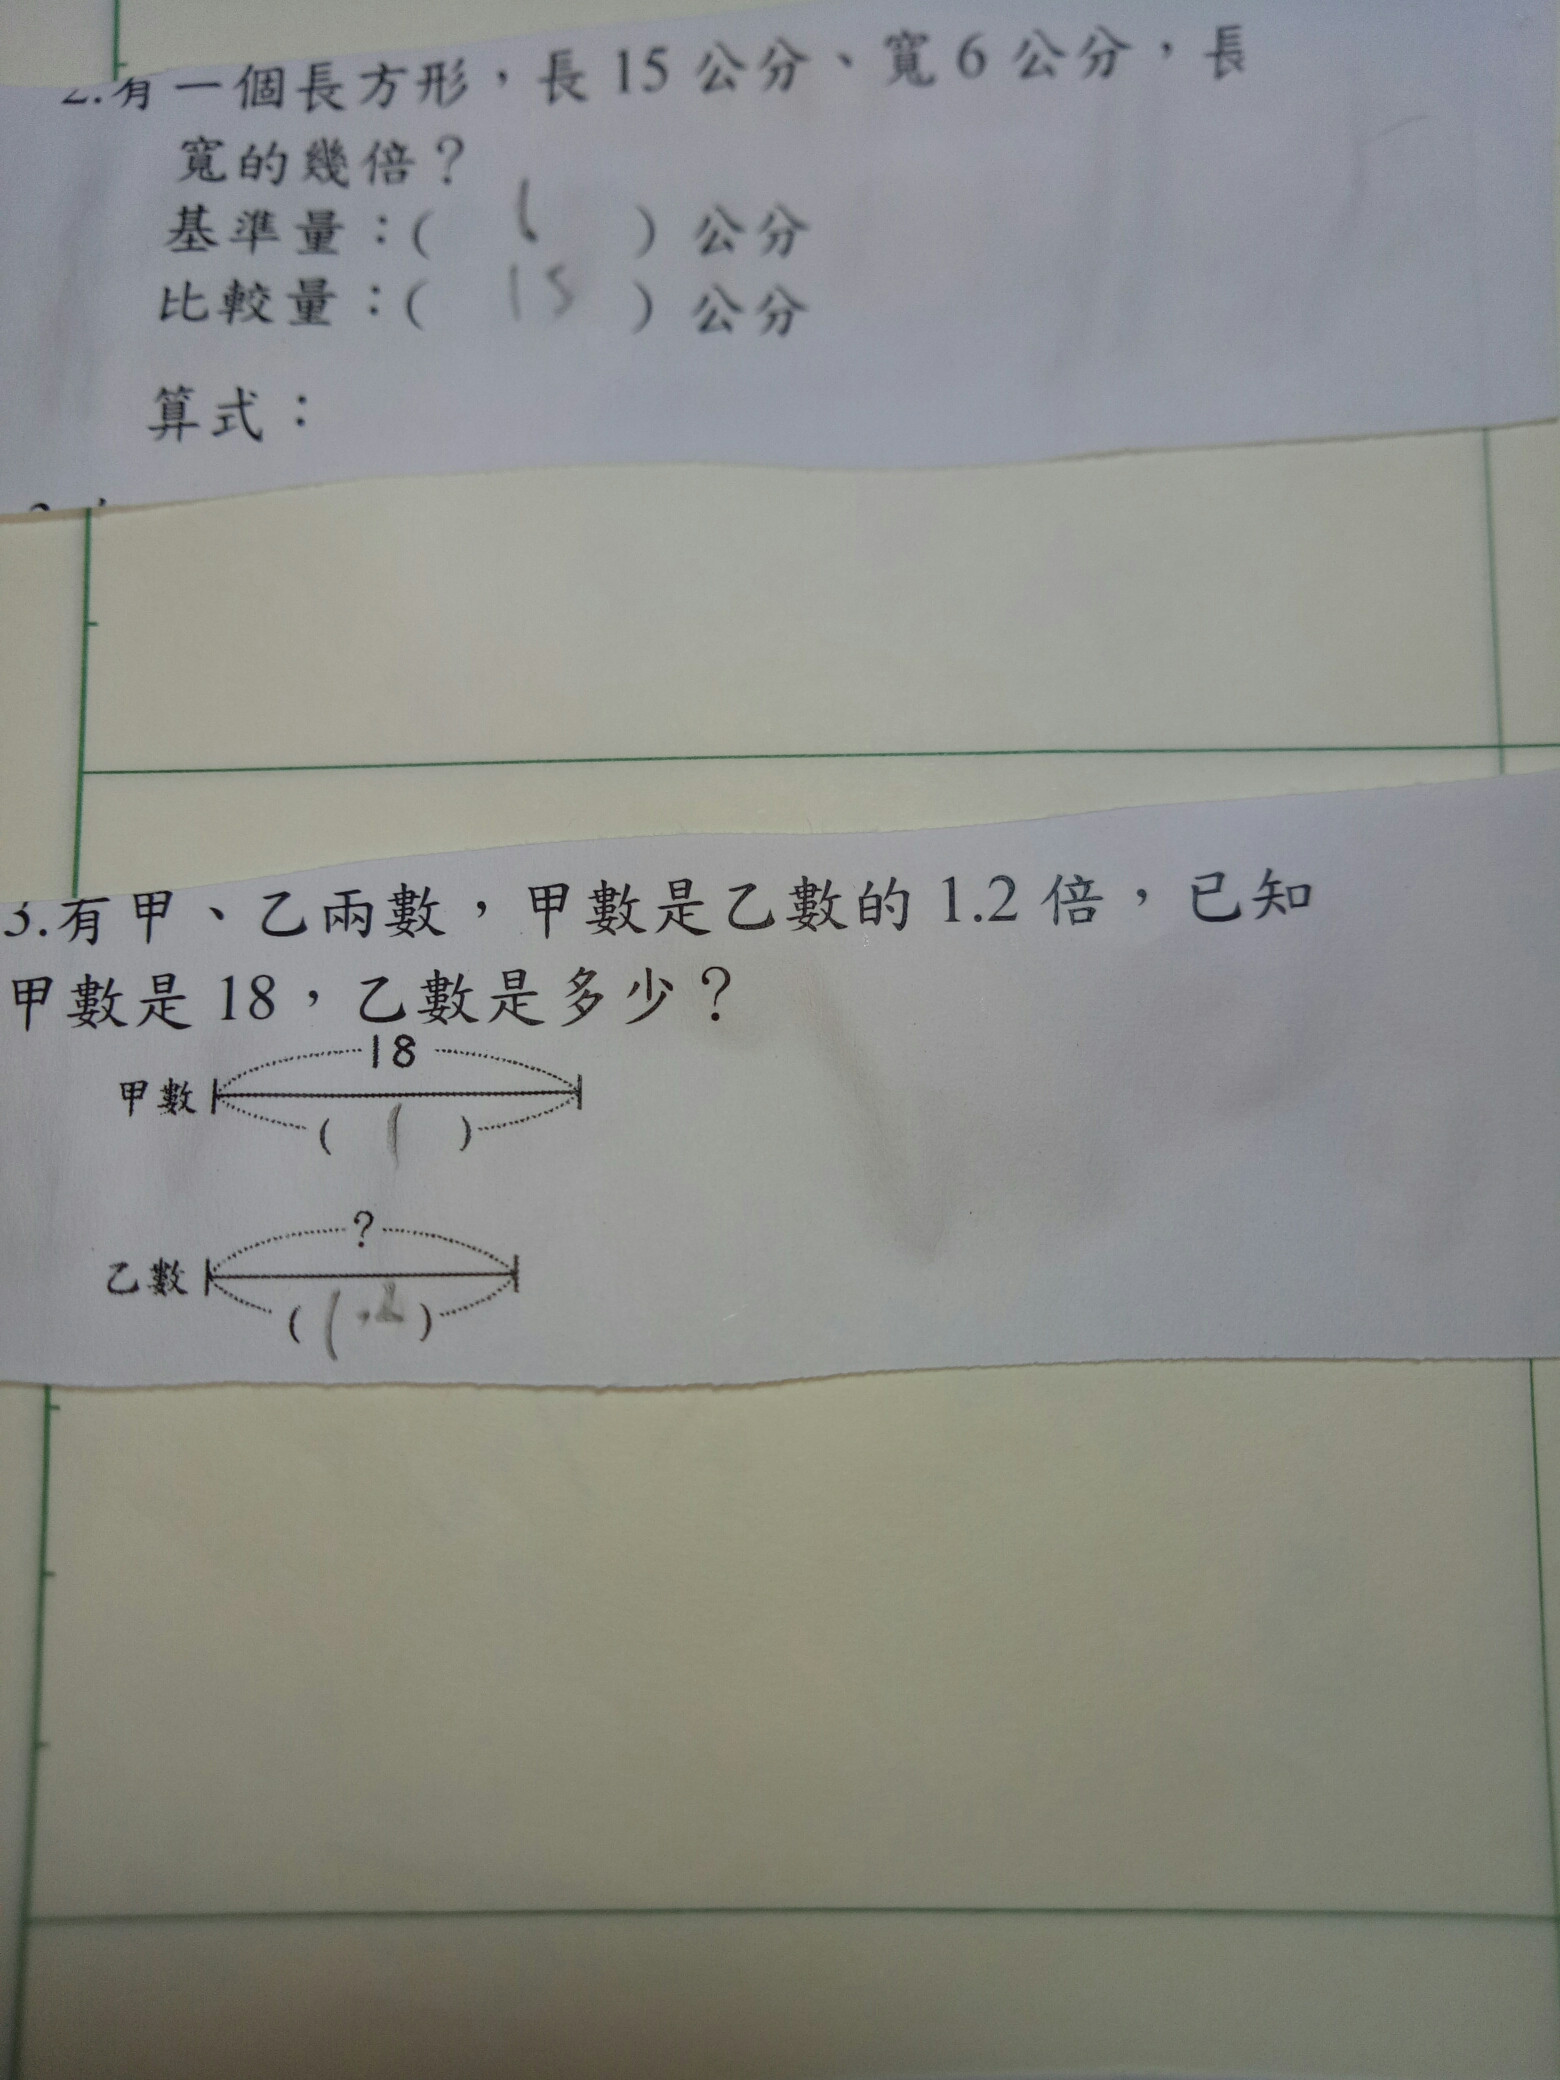 2.有一個長方形，長15公分、寬6公分，長
寬的幾倍？
基準量：( ）公分
比較量：( 15 ）公分
算式：
3.有甲、乙兩數，甲數是乙數的1.2倍，已知
甲數是18，乙數是多少？
18
甲數
( 1 )
?
乙數
( 1.2 )